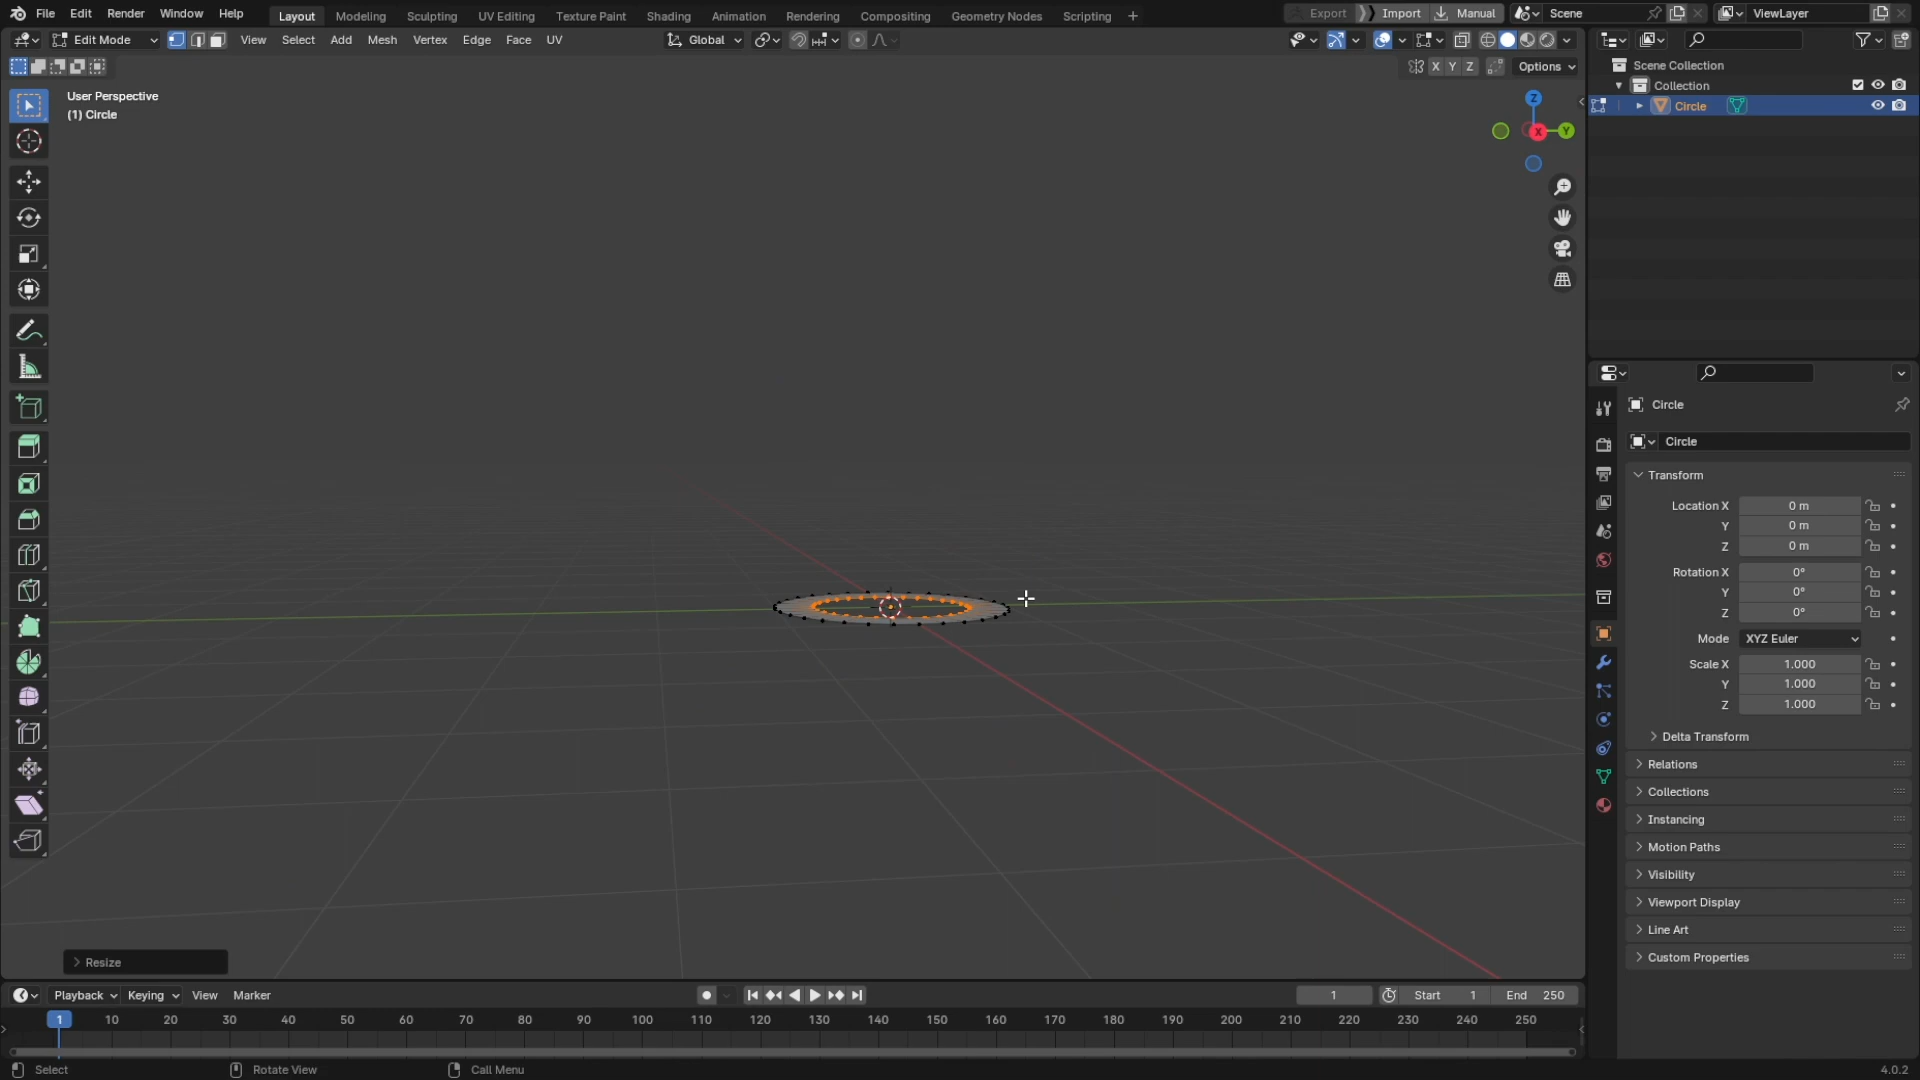 File Edit Render Window Help Layout Modeling Sculpting UV Editing Texture Paint Shading Animation Rendering Compositing Geometry Nodes Scripting + Export Import Manual Scene ViewLayer
Edit Mode View Select Add Mesh Vertex Edge Face UV Global
X Y Z Options
User Perspective
(1) Circle
Z
X Y
Scene Collection
Collection
Circle
Circle
Circle
Transform
Location X 0 m
Y 0 m
Z 0 m
Rotation X 0°
Y 0°
Z 0°
Mode XYZ Euler
Scale X 1.000
Y 1.000
Z 1.000
Delta Transform
Relations
Collections
Instancing
Motion Paths
Visibility
Viewport Display
Line Art
Custom Properties
Resize
Playback Keying View Marker 1 Start 1 End 250
1 10 20 30 40 50 60 70 80 90 100 110 120 130 140 150 160 170 180 190 200 210 220 230 240 250
Select Rotate View Call Menu 4.0.2